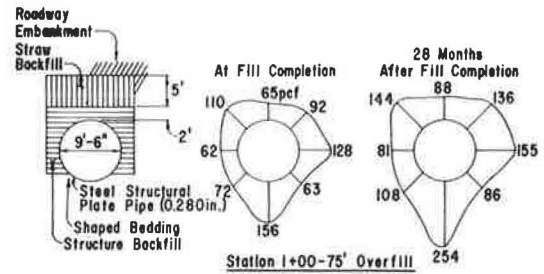 Roadway
Embankment
Straw
Backfill
5'
2'
9'-6"
Steel Structural
Plate Pipe (0.280in.)
Shaped Bedding
Structure Backfill
At Fill Completion
65pcf
110
92
62
128
72
63
156
28 Months
After Fill Completion
88
144
136
81
155
108
86
254
Station 1+00-75' Overfill